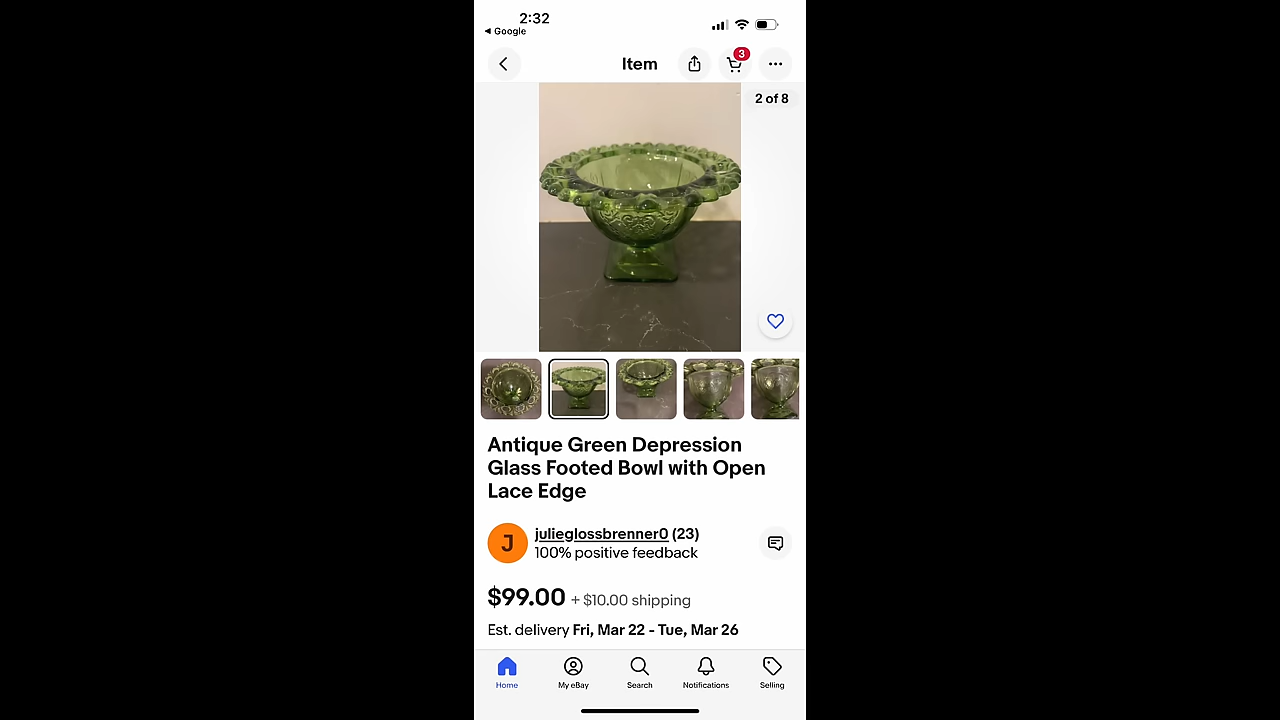 2:32
Google
Item
3
2 of 8
Antique Green Depression
Glass Footed Bowl with Open
Lace Edge
J
julieglossbrenner0 (23)
100% positive feedback
$99.00 + $10.00 shipping
Est. delivery Fri, Mar 22 - Tue, Mar 26
Home
My eBay
Search
Notifications
Selling